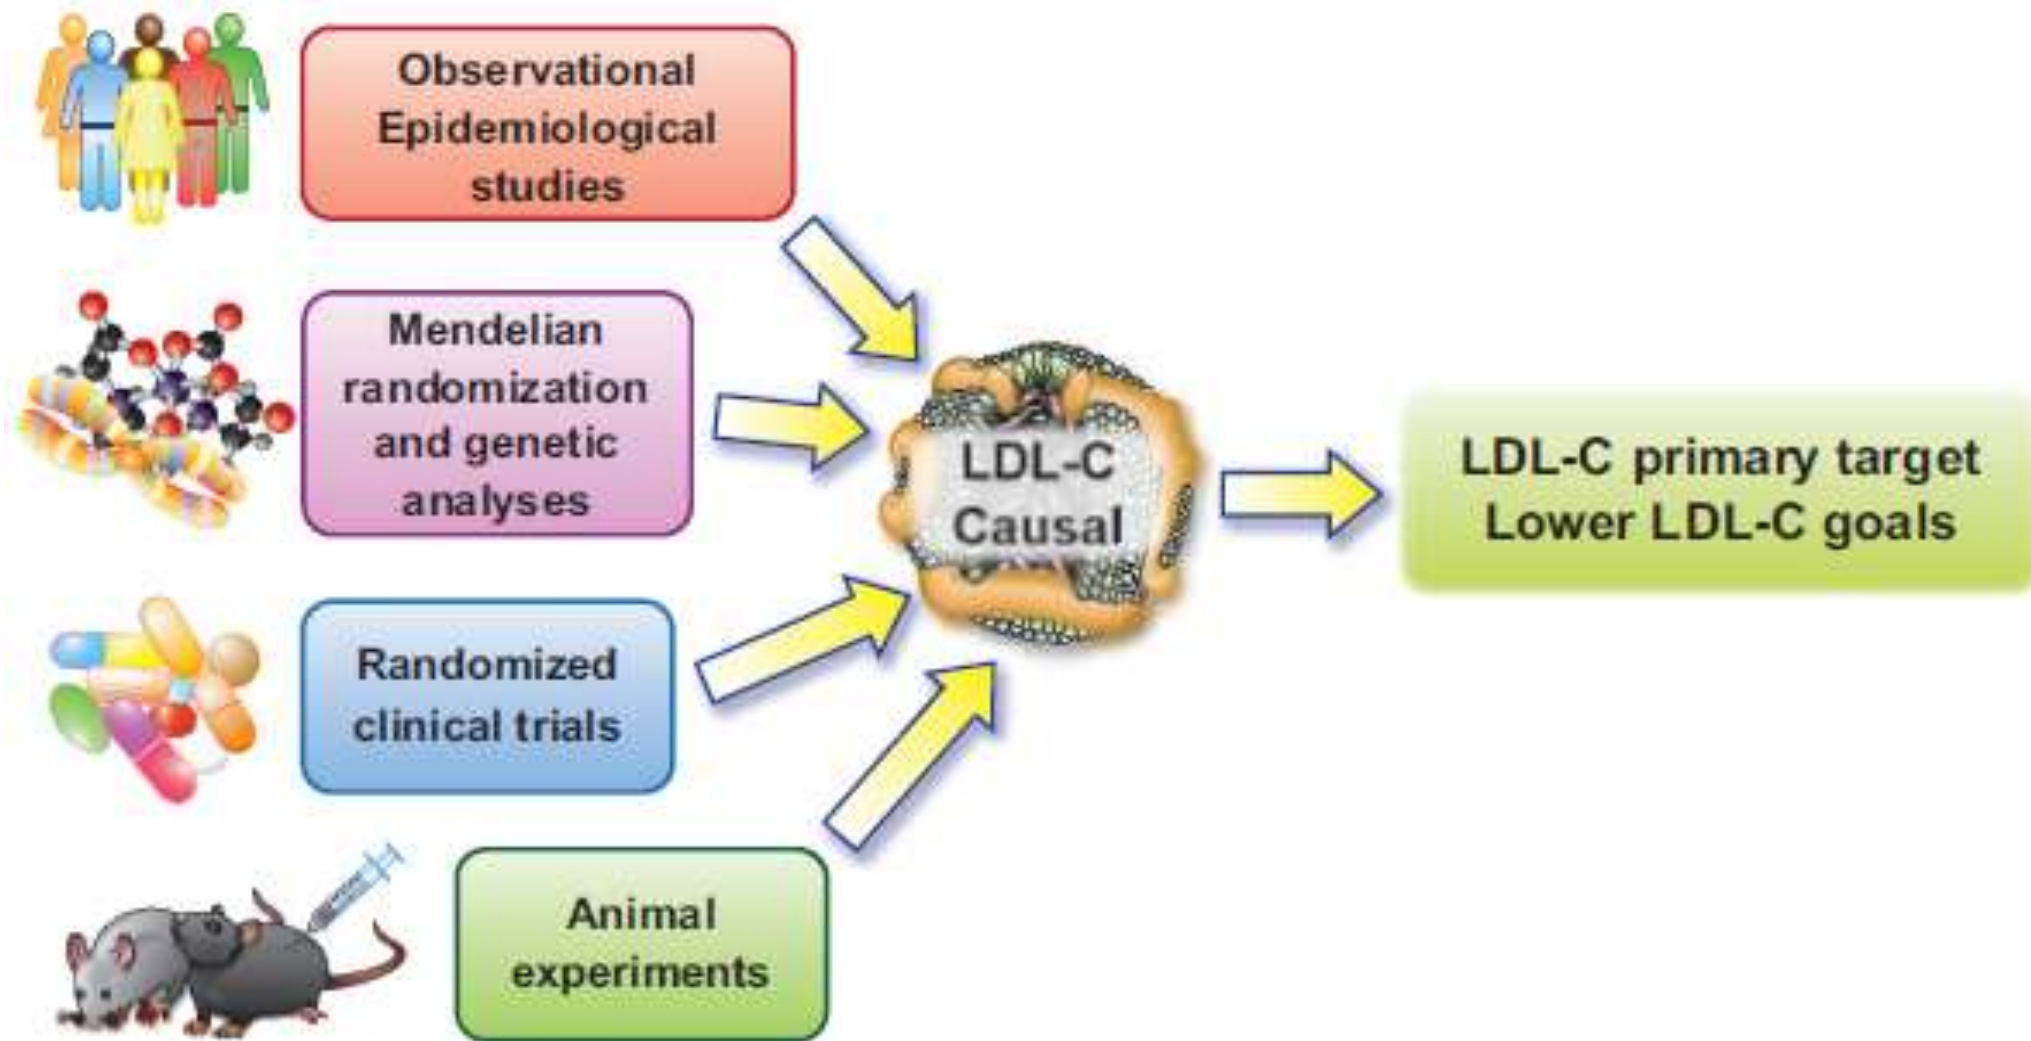 Observational
Epidemiological
studies
Mendelian
randomization
and genetic
analyses
Randomized
clinical trials
Animal
experiments
LDL-C
Causal
LDL-C primary target
Lower LDL-C goals